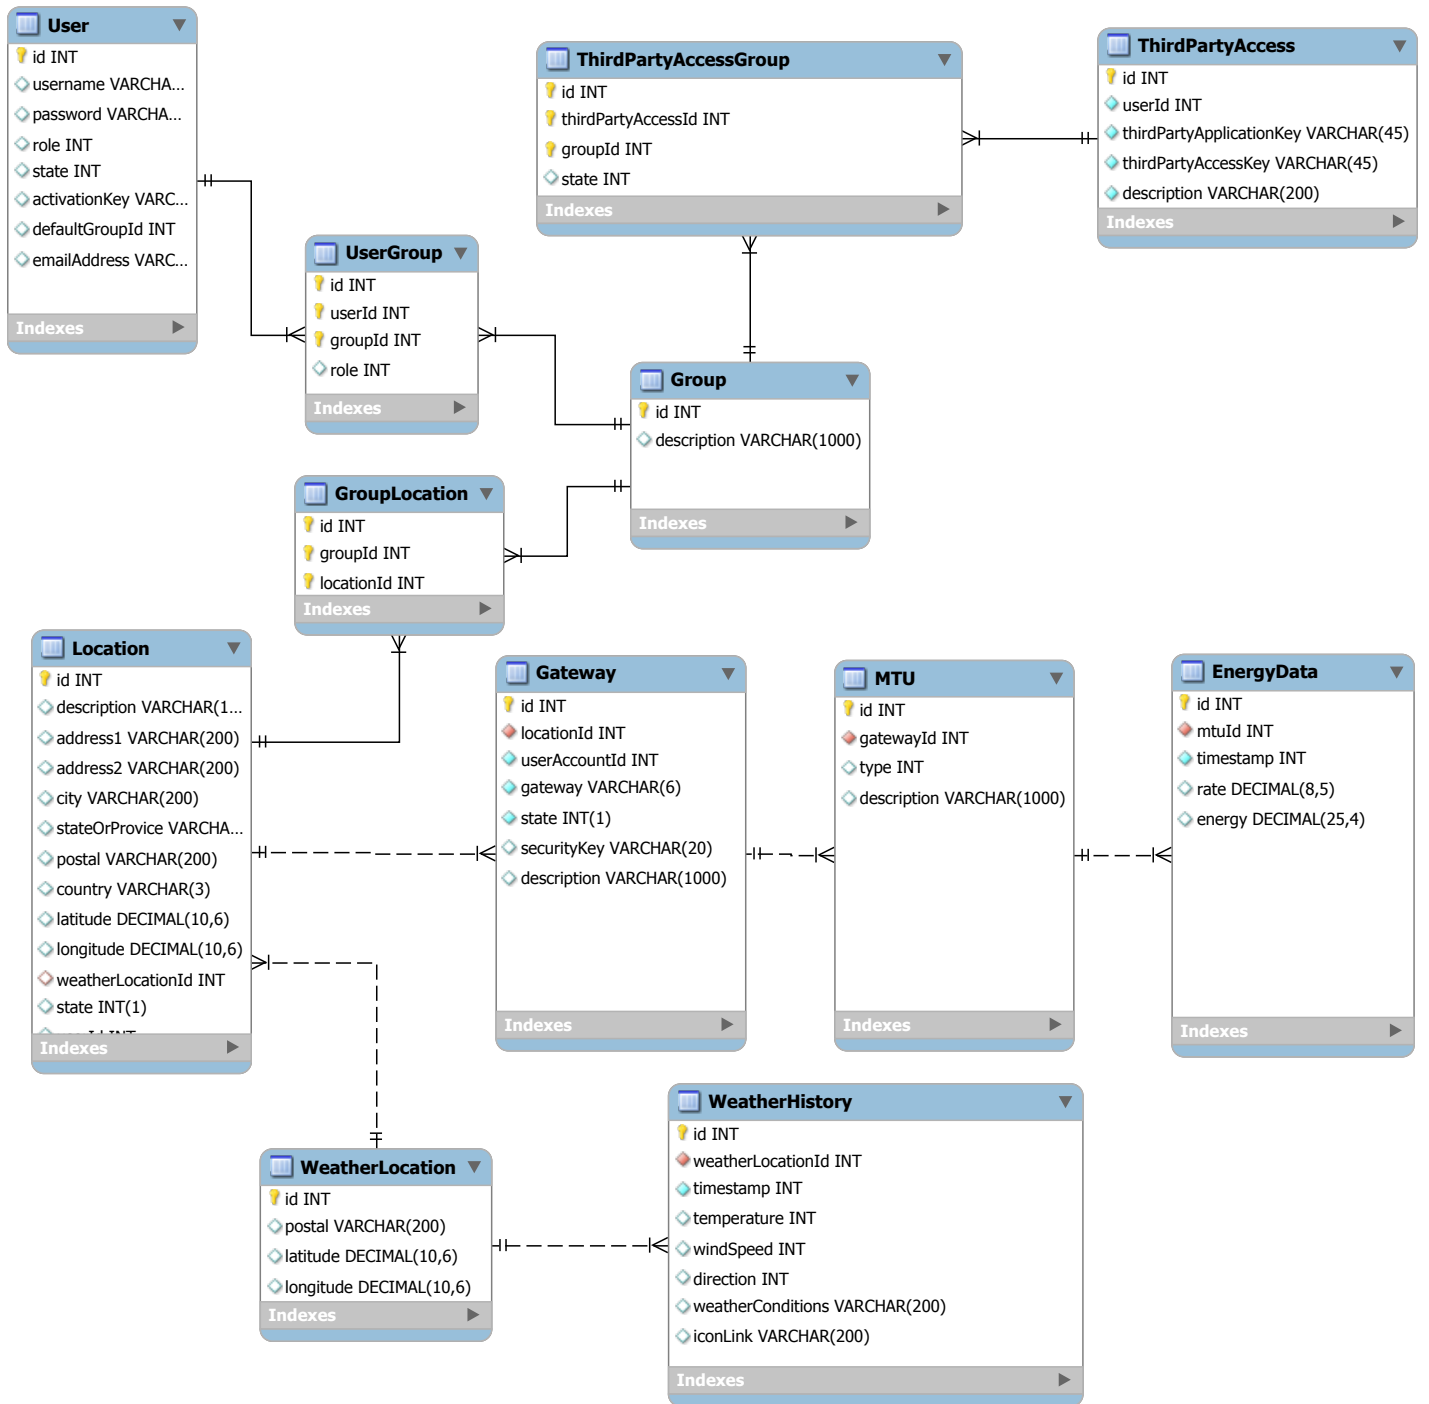 User
id INT
username VARCHA...
password VARCHA...
role INT
state INT
activationKey VARC...
defaultGroupId INT
emailAddress VARC...
Indexes
ThirdPartyAccessGroup
id INT
thirdPartyAccessId INT
groupId INT
state INT
Indexes
ThirdPartyAccess
id INT
userId INT
thirdPartyApplicationKey VARCHAR(45)
thirdPartyAccessKey VARCHAR(45)
description VARCHAR(200)
Indexes
UserGroup
id INT
userId INT
groupId INT
role INT
Indexes
Group
id INT
description VARCHAR(1000)
Indexes
GroupLocation
id INT
groupId INT
locationId INT
Indexes
Location
id INT
description VARCHAR(1...
address1 VARCHAR(200)
address2 VARCHAR(200)
city VARCHAR(200)
stateOrProvice VARCHA...
postal VARCHAR(200)
country VARCHAR(3)
latitude DECIMAL(10,6)
longitude DECIMAL(10,6)
weatherLocationId INT
state INT(1)
Indexes
Gateway
id INT
locationId INT
userAccountId INT
gateway VARCHAR(6)
state INT(1)
securityKey VARCHAR(20)
description VARCHAR(1000)
Indexes
MTU
id INT
gatewayId INT
type INT
description VARCHAR(1000)
Indexes
EnergyData
id INT
mtuId INT
timestamp INT
rate DECIMAL(8,5)
energy DECIMAL(25,4)
Indexes
WeatherLocation
id INT
postal VARCHAR(200)
latitude DECIMAL(10,6)
longitude DECIMAL(10,6)
Indexes
WeatherHistory
id INT
weatherLocationId INT
timestamp INT
temperature INT
windSpeed INT
direction INT
weatherConditions VARCHAR(200)
iconLink VARCHAR(200)
Indexes